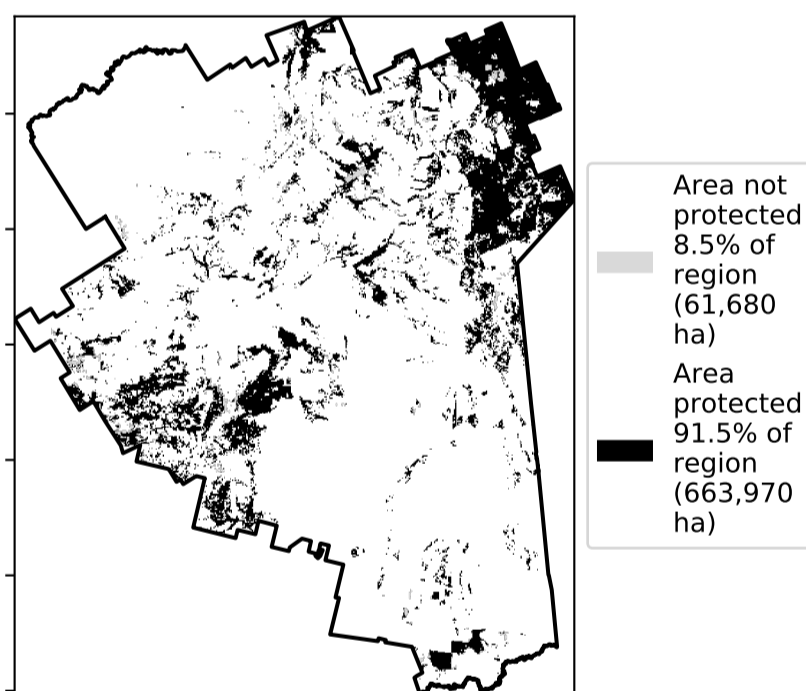 Area not
protected
8.5% of
region
(61,680
ha)
Area
protected
91.5% of
region
(663,970
ha)